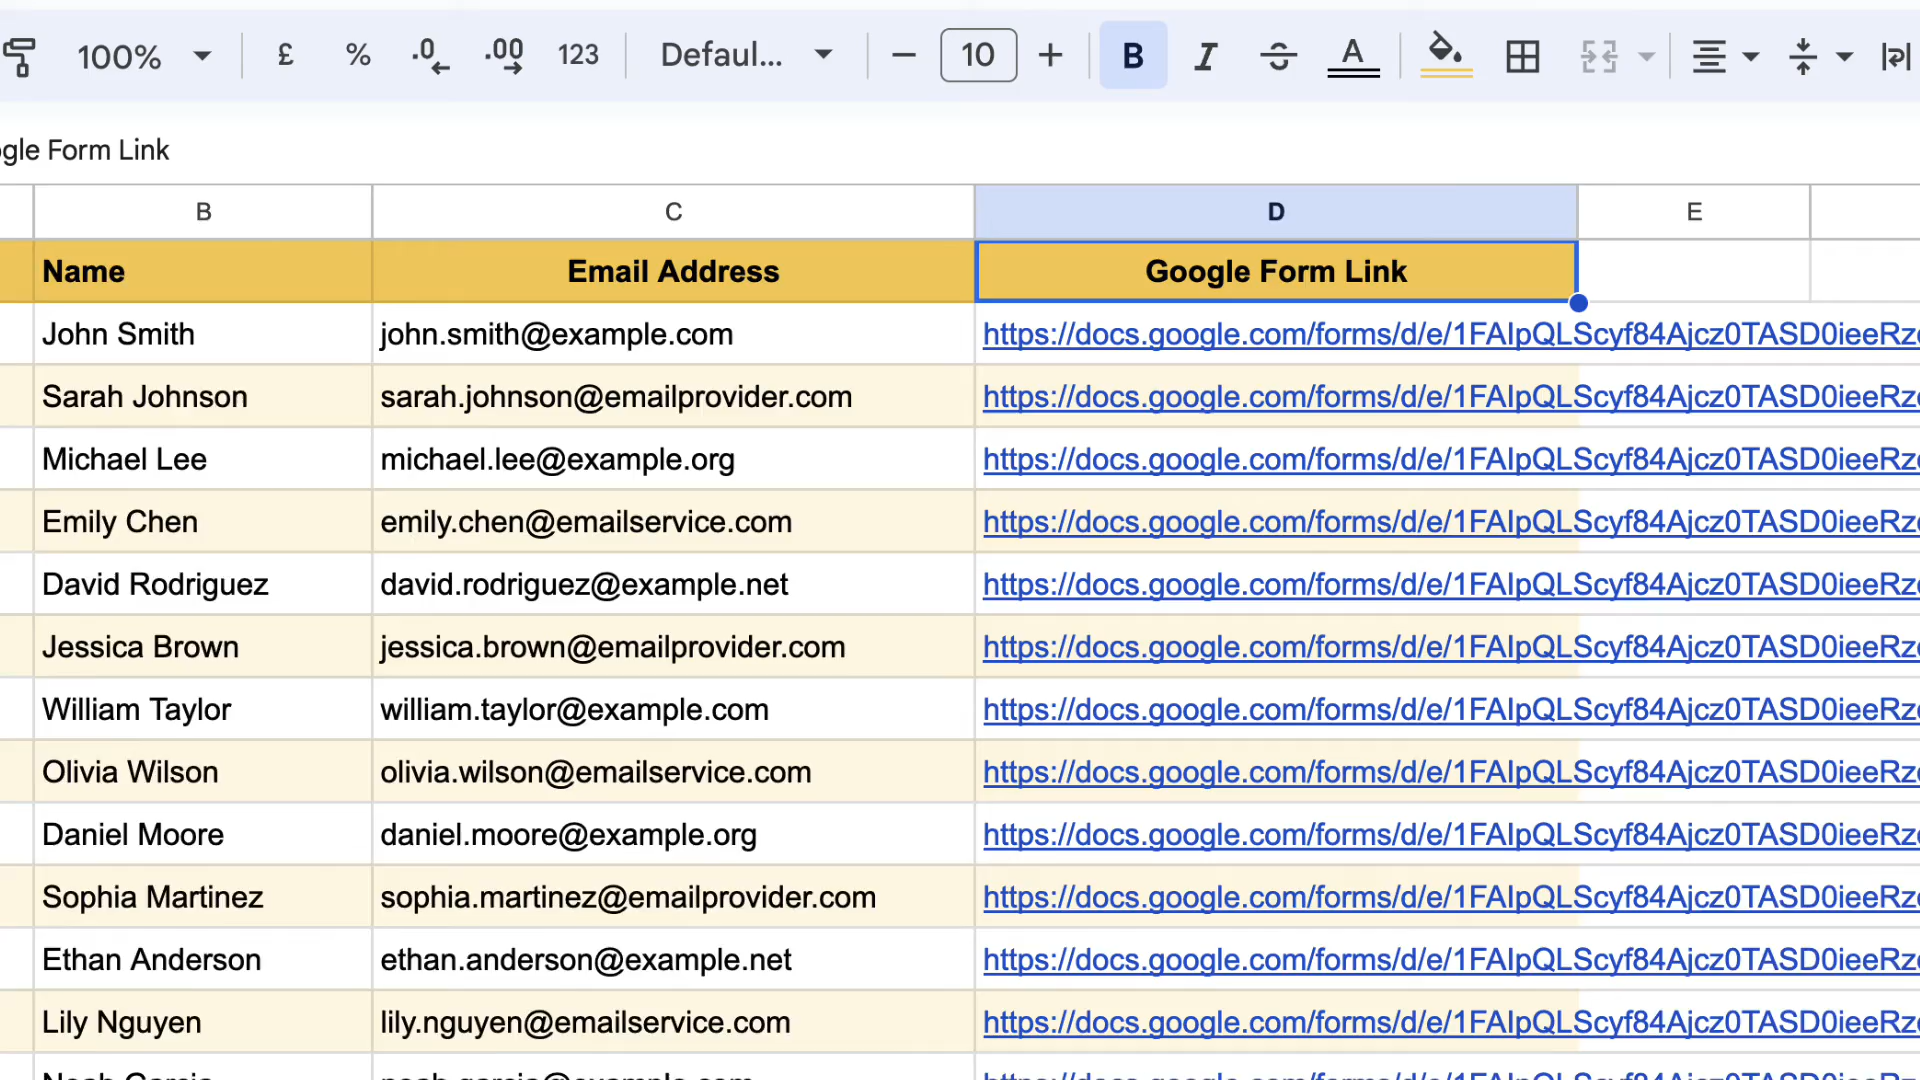 100% £ % .0 .00 123 Defaul... 10 B I S A
gle Form Link
B C D E
Name Email Address Google Form Link
John Smith john.smith@example.com https://docs.google.com/forms/d/e/1FAIpQLScyf84Ajcz0TASD0ieeRz
Sarah Johnson sarah.johnson@emailprovider.com https://docs.google.com/forms/d/e/1FAIpQLScyf84Ajcz0TASD0ieeRz
Michael Lee michael.lee@example.org https://docs.google.com/forms/d/e/1FAIpQLScyf84Ajcz0TASD0ieeRz
Emily Chen emily.chen@emailservice.com https://docs.google.com/forms/d/e/1FAIpQLScyf84Ajcz0TASD0ieeRz
David Rodriguez david.rodriguez@example.net https://docs.google.com/forms/d/e/1FAIpQLScyf84Ajcz0TASD0ieeRz
Jessica Brown jessica.brown@emailprovider.com https://docs.google.com/forms/d/e/1FAIpQLScyf84Ajcz0TASD0ieeRz
William Taylor william.taylor@example.com https://docs.google.com/forms/d/e/1FAIpQLScyf84Ajcz0TASD0ieeRz
Olivia Wilson olivia.wilson@emailservice.com https://docs.google.com/forms/d/e/1FAIpQLScyf84Ajcz0TASD0ieeRz
Daniel Moore daniel.moore@example.org https://docs.google.com/forms/d/e/1FAIpQLScyf84Ajcz0TASD0ieeRz
Sophia Martinez sophia.martinez@emailprovider.com https://docs.google.com/forms/d/e/1FAIpQLScyf84Ajcz0TASD0ieeRz
Ethan Anderson ethan.anderson@example.net https://docs.google.com/forms/d/e/1FAIpQLScyf84Ajcz0TASD0ieeRz
Lily Nguyen lily.nguyen@emailservice.com https://docs.google.com/forms/d/e/1FAIpQLScyf84Ajcz0TASD0ieeRz